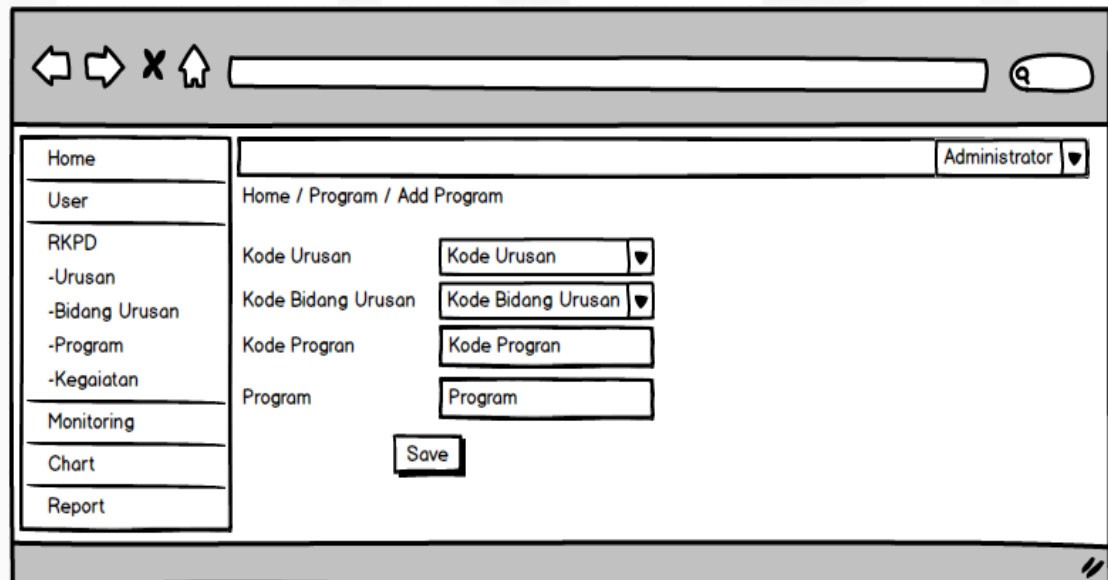 Home
User
RKPD
-Urusan
-Bidang Urusan
-Program
-Kegaiatan
Monitoring
Chart
Report
Administrator
Home / Program / Add Program
Kode Urusan Kode Urusan
Kode Bidang Urusan Kode Bidang Urusan
Kode Progran Kode Progran
Program Program
Save